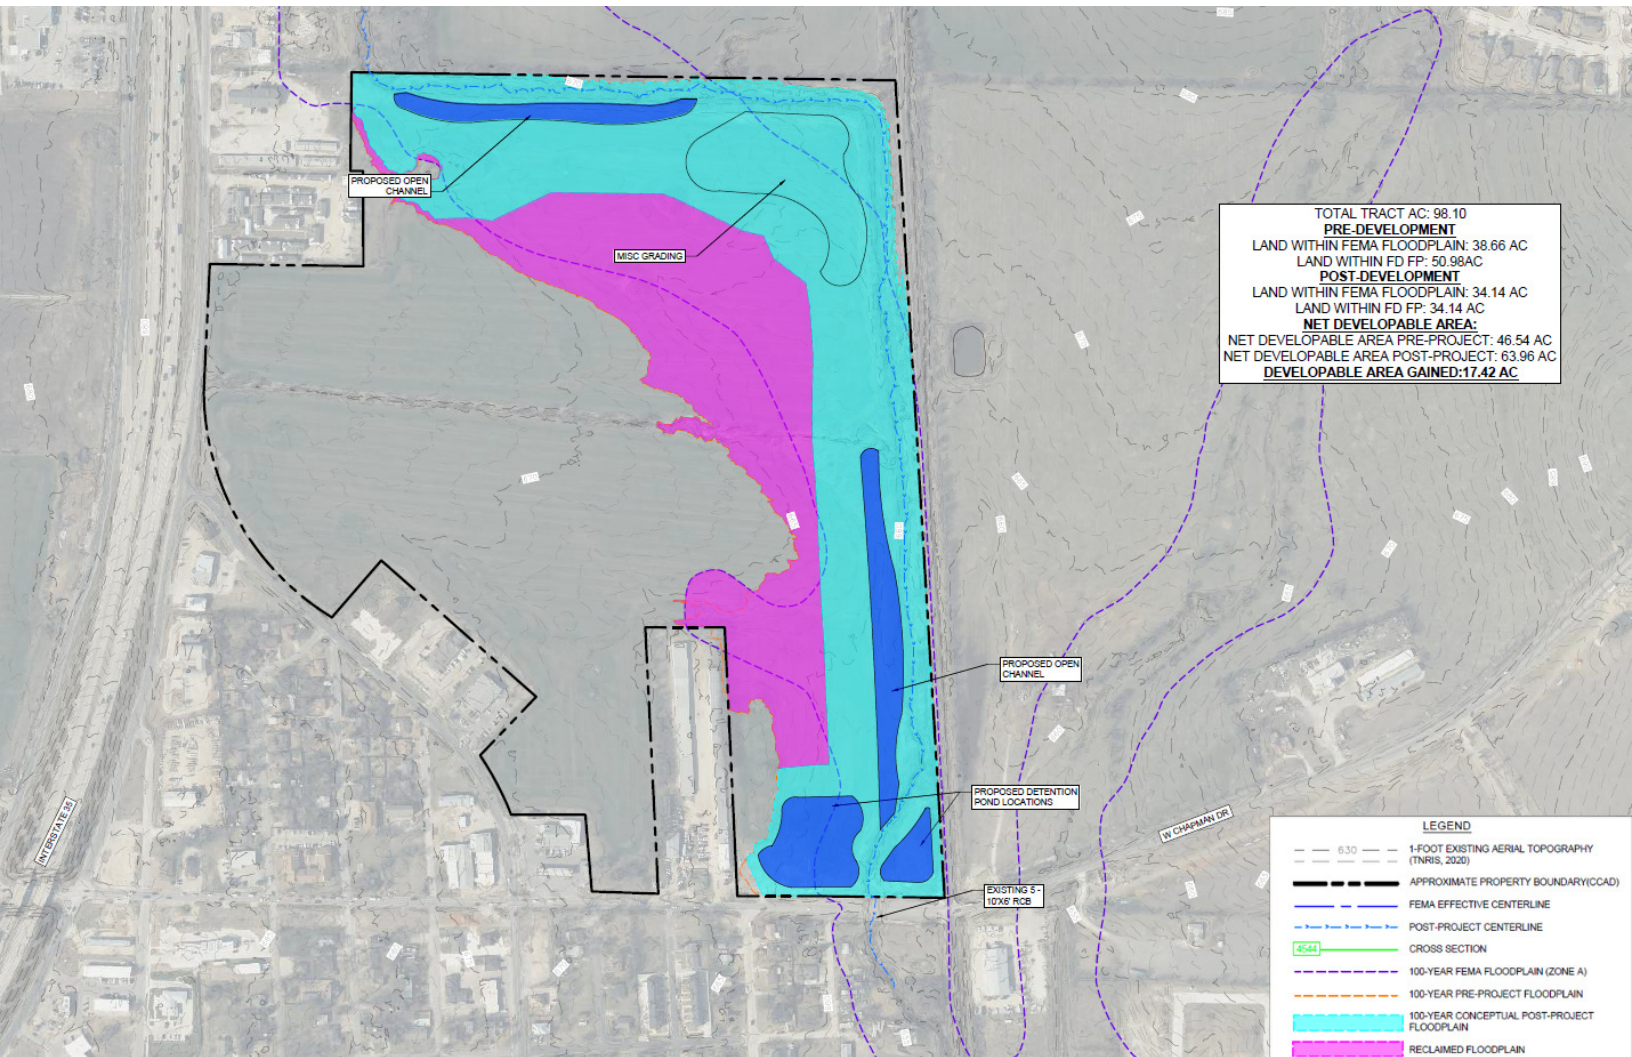 PROPOSED OPEN
CHANNEL
MISC GRADING
TOTAL TRACT AC: 98.10
PRE-DEVELOPMENT
LAND WITHIN FEMA FLOODPLAIN: 38.66 AC
LAND WITHIN FD FP: 50.98AC
POST-DEVELOPMENT
LAND WITHIN FEMA FLOODPLAIN: 34.14 AC
LAND WITHIN FD FP: 34.14 AC
NET DEVELOPABLE AREA:
NET DEVELOPABLE AREA PRE-PROJECT: 46.54 AC
NET DEVELOPABLE AREA POST-PROJECT: 63.96 AC
DEVELOPABLE AREA GAINED:17.42 AC
PROPOSED OPEN
CHANNEL
PROPOSED DETENTION
POND LOCATIONS
EXISTING 5 -
10'X6' RCB
INTERSTATE 35
W CHAPMAN DR
LEGEND
630
1-FOOT EXISTING AERIAL TOPOGRAPHY
(TNRIS, 2020)
APPROXIMATE PROPERTY BOUNDARY(CCAD)
FEMA EFFECTIVE CENTERLINE
POST-PROJECT CENTERLINE
4544
CROSS SECTION
100-YEAR FEMA FLOODPLAIN (ZONE A)
100-YEAR PRE-PROJECT FLOODPLAIN
100-YEAR CONCEPTUAL POST-PROJECT
FLOODPLAIN
RECLAIMED FLOODPLAIN